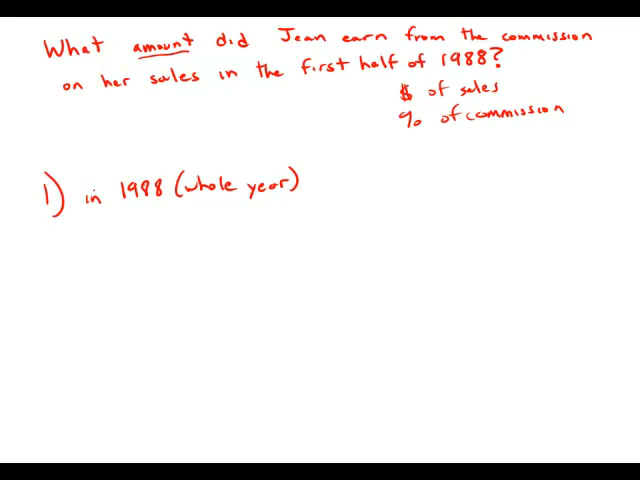 What amount did Jean earn from the commission
on her sales in the first half of 1988?
$ of sales
% of commission
1) in 1988 (whole year)